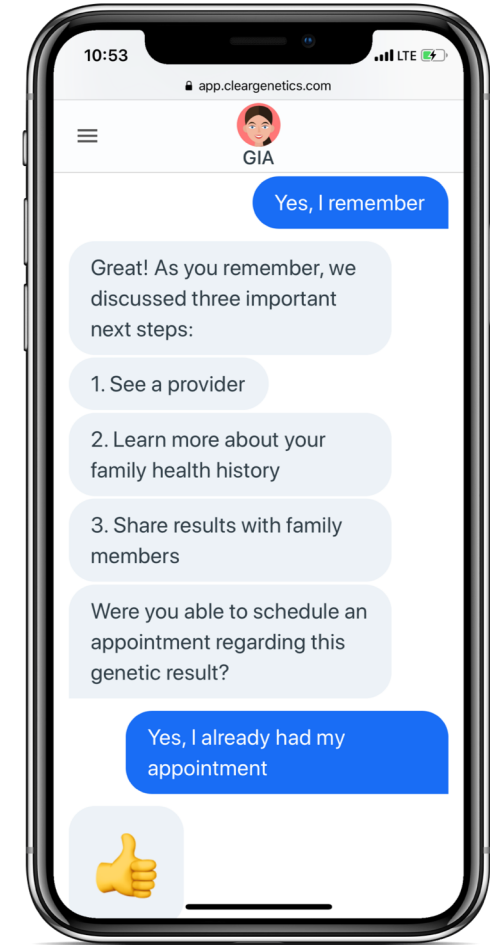 10:53
LTE
app.cleargenetics.com
GIA
Yes, I remember
Great! As you remember, we
discussed three important
next steps:
1. See a provider
2. Learn more about your
family health history
3. Share results with family
members
Were you able to schedule an
appointment regarding this
genetic result?
Yes, I already had my
appointment